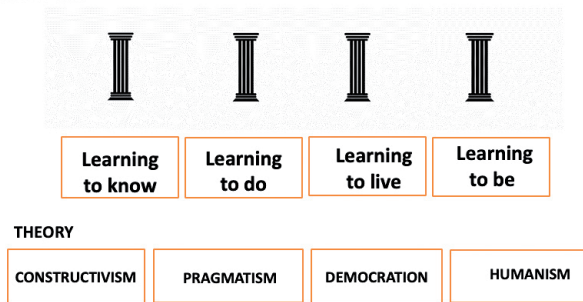 Learning
to know
Learning
to do
Learning
to live
Learning
to be
THEORY
CONSTRUCTIVISM
PRAGMATISM
DEMOCRATION
HUMANISM